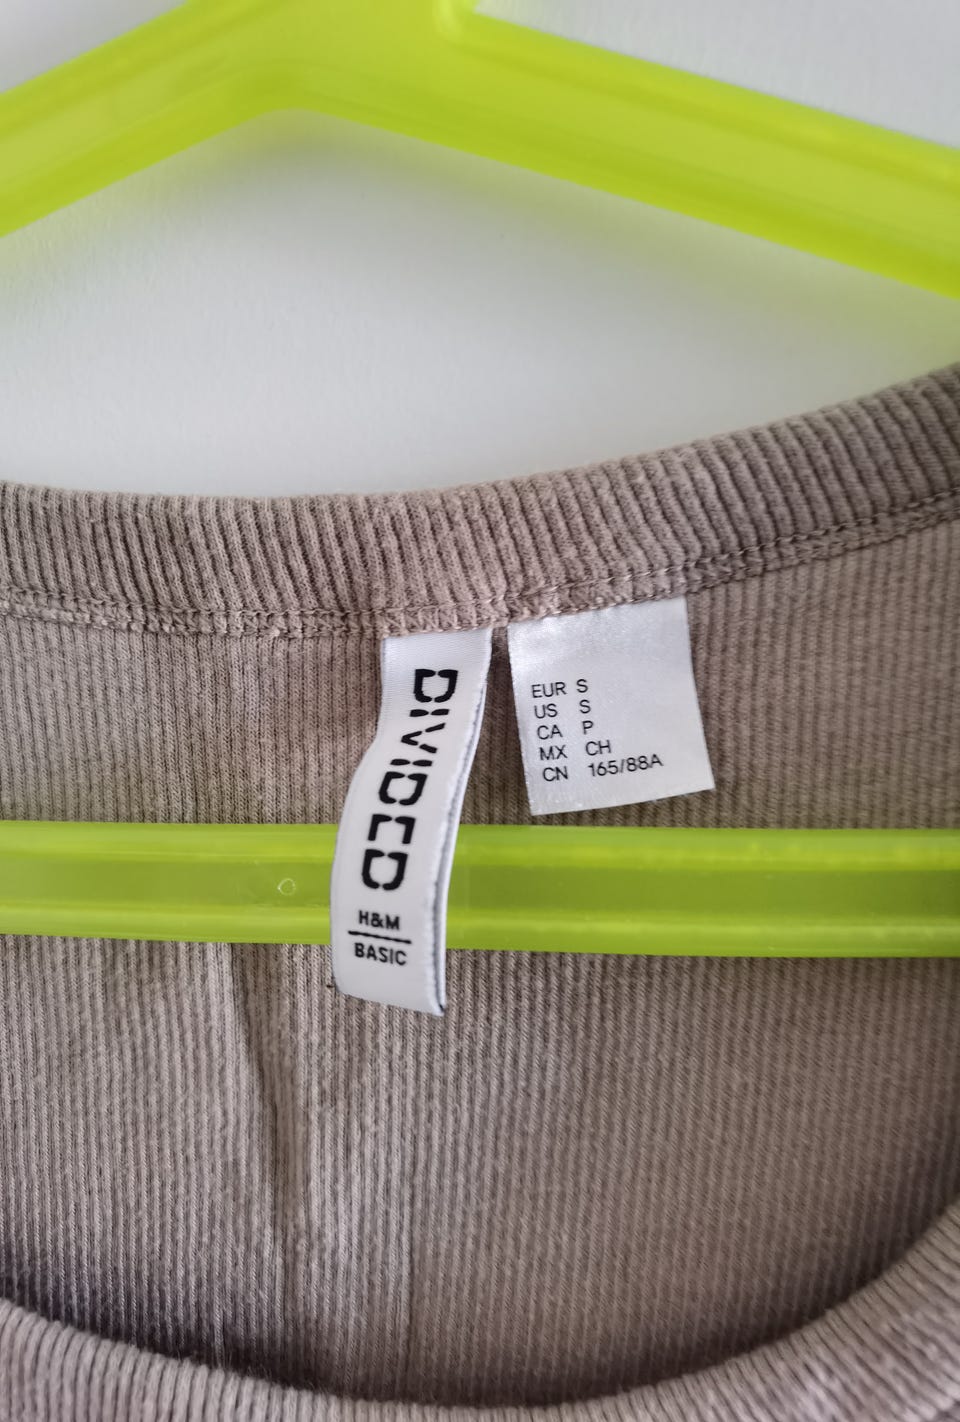 DIVIDED
H&M
BASIC
EUR S
US S
CA P
MX CH
CN 165/88A